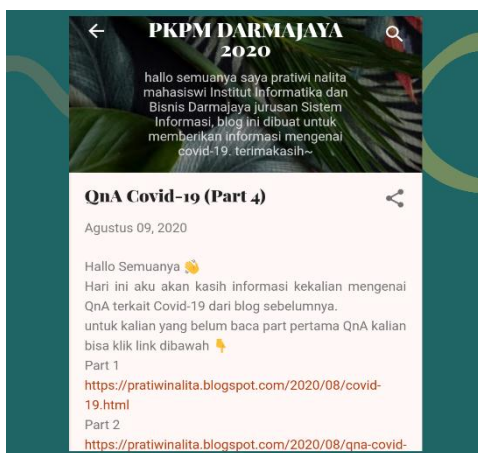 PKPM DARMAJAYA
2020
hallo semuanya saya pratiwi nalita
mahasiswi Institut Informatika dan
Bisnis Darmajaya jurusan Sistem
Informasi, blog ini dibuat untuk
memberikan informasi mengenai
covid-19. terimakasih~
QnA Covid-19 (Part 4)
Agustus 09, 2020
Hallo Semuanya 👋
Hari ini aku akan kasih informasi kekalian mengenai
QnA terkait Covid-19 dari blog sebelumnya.
untuk kalian yang belum baca part pertama QnA kalian
bisa klik link dibawah 👇
Part 1
https://pratiwinalita.blogspot.com/2020/08/covid-
19.html
Part 2
https://pratiwinalita.blogspot.com/2020/08/qna-covid-